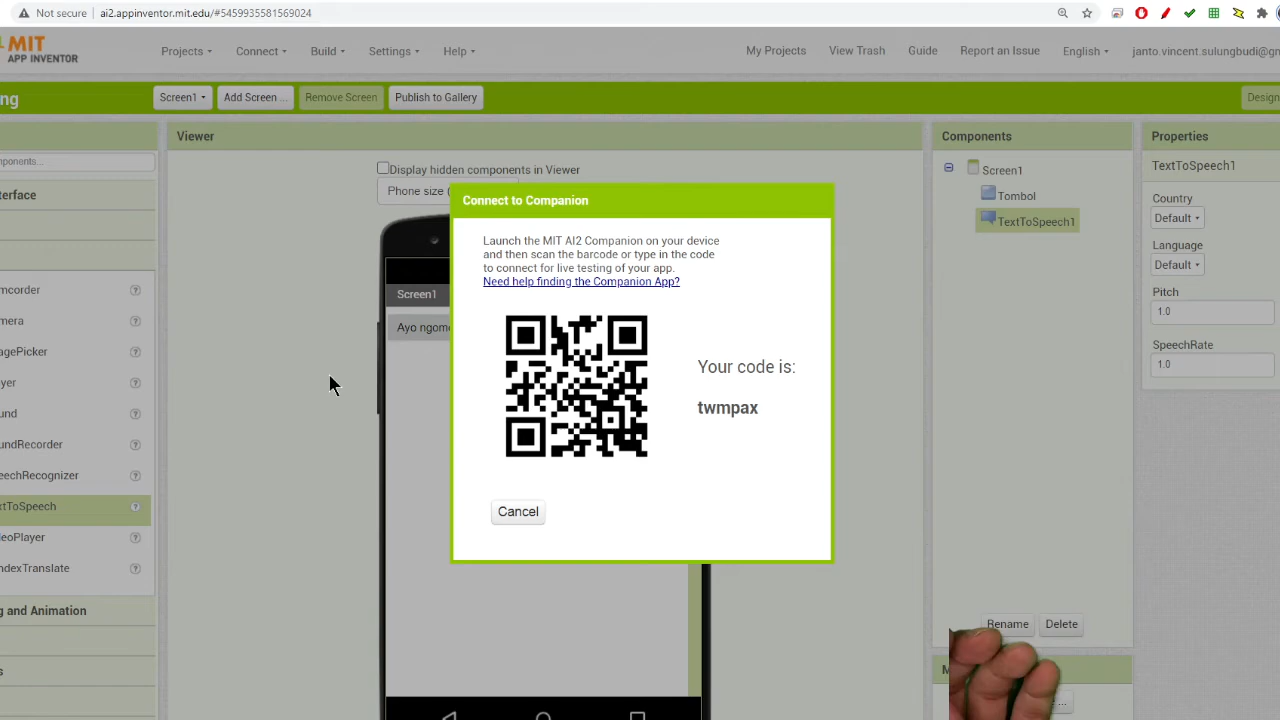 Not secure
ai2.appinventor.mit.edu/#5459935581569024
MIT
APP INVENTOR
Projects
Connect
Build
Settings
Help
My Projects
View Trash
Guide
Report an Issue
English
janto.vincent.sulungbudi@gm
ng
Screen1
Add Screen ...
Remove Screen
Publish to Gallery
Design
Viewer
Components
Properties
ponents...
terface
mcorder
mera
agePicker
yer
und
undRecorder
eechRecognizer
xtToSpeech
eoPlayer
ndexTranslate
g and Animation
s
Display hidden components in Viewer
Phone size (
Screen1
Ayo ngom
Connect to Companion
Launch the MIT AI2 Companion on your device
and then scan the barcode or type in the code
to connect for live testing of your app.
Need help finding the Companion App?
Your code is:
twmpax
Cancel
Screen1
Tombol
TextToSpeech1
Rename
Delete
M
...
TextToSpeech1
Country
Default
Language
Default
Pitch
1.0
SpeechRate
1.0